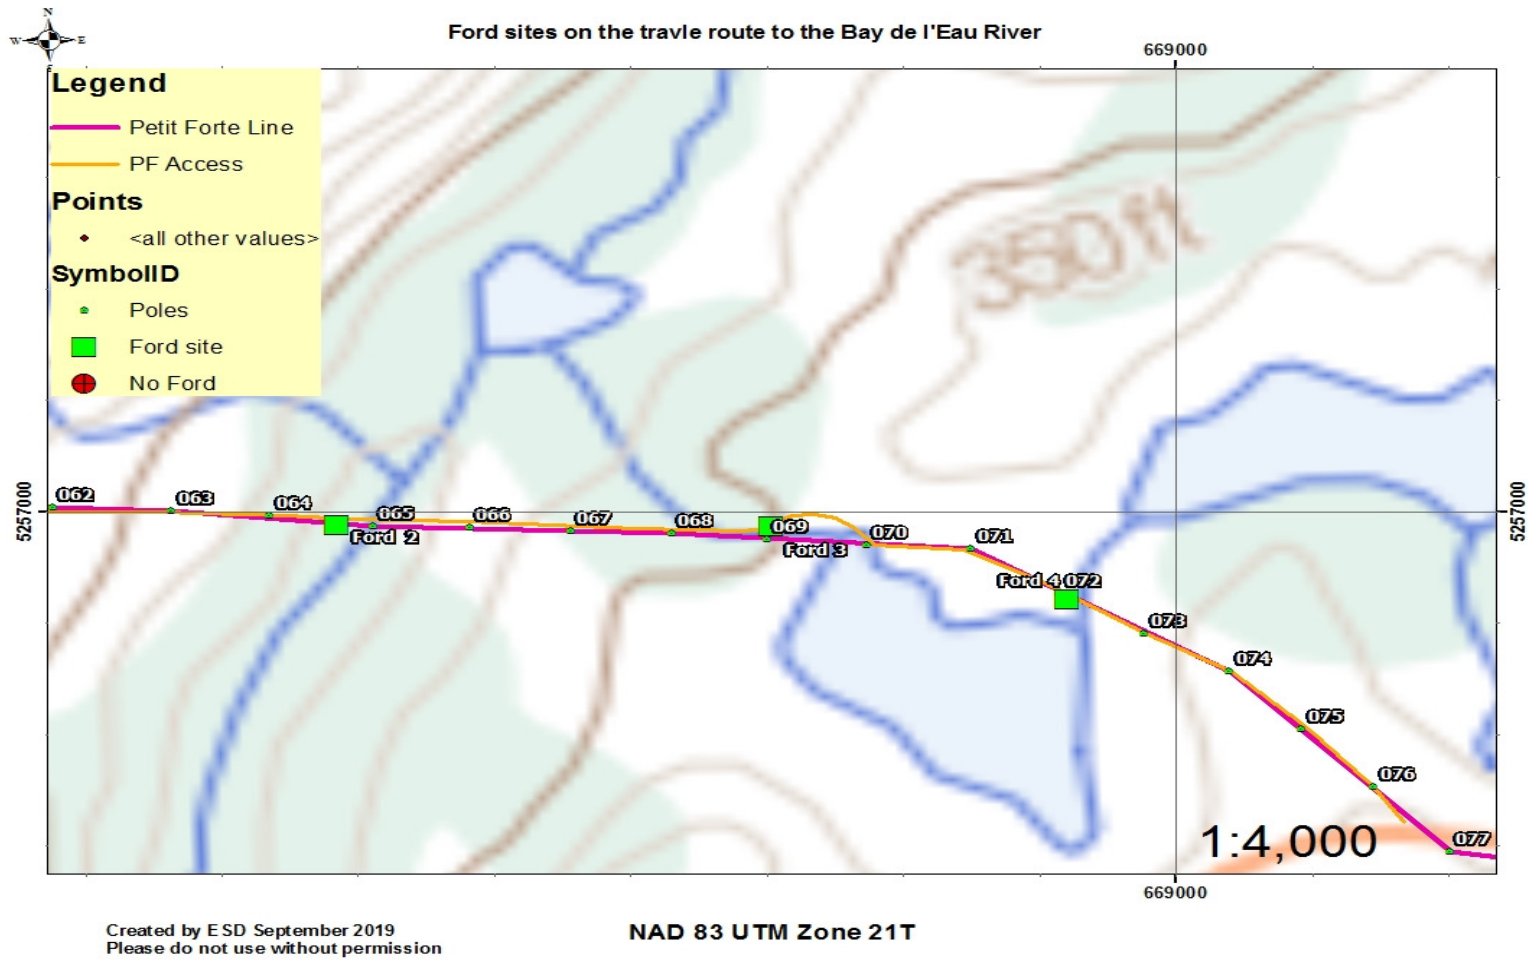 N
W E
S
Ford sites on the travle route to the Bay de l'Eau River
669000
Legend
Petit Forte Line
PF Access
Points
<all other values>
SymbolID
Poles
Ford site
No Ford
350 ft
5257000
062
063
064
065
066
067
068
069
070
071
072
073
074
075
076
077
Ford 2
Ford 3
Ford 4
5257000
1:4,000
669000
Created by ESD September 2019
Please do not use without permission
NAD 83 UTM Zone 21T